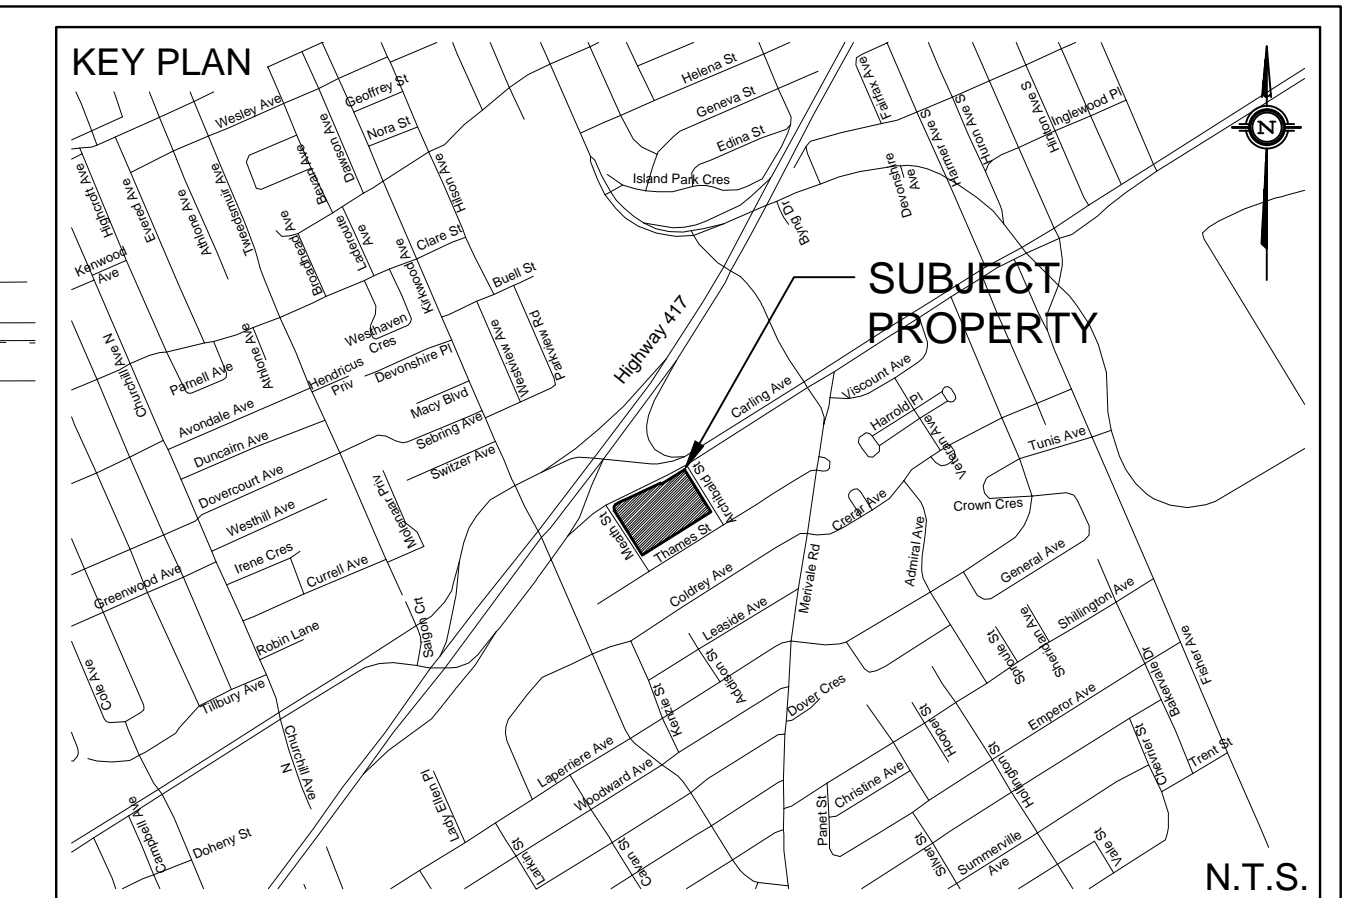 KEY PLAN
Wesley Ave
Geoffrey St
Nora St
Helena St
Geneva St
Edina St
Island Park Cres
Fairfax Ave
Harmer Ave S
Huron Ave S
Hinton Ave S
Inglewood Pl
N
Highcroft Ave
Evered Ave
Athlone Ave
Tweedsmuir Ave
Bevan Ave
Dawson Ave
Hilson Ave
Broadhead Ave
Laderoute
Ave
Kirkwood Ave
Clare St
Buell St
Byng Dr
Devonshire
Ave
Kenwood
Ave
Churchill Ave N
Athlone Ave
Parnell Ave
Westhaven
Cres
Hendricus
Priv
Devonshire Pl
Westview Ave
Parkview Rd
Highway 417
SUBJECT
PROPERTY
Avondale Ave
Duncairn Ave
Dovercourt Ave
Westhill Ave
Irene Cres
Currell Ave
Greenwood Ave
Robin Lane
Macy Blvd
Sebring Ave
Switzer Ave
Molenaar Priv
Carling Ave
Viscount Ave
Harrold Pl
Veteran Ave
Tunis Ave
Archibald St
Meath St
Thames St
Crerar Ave
Crown Cres
Coldrey Ave
Merivale Rd
Admiral Ave
General Ave
Leaside Ave
Addison St
Shillington Ave
Sheridan Ave
Sproule St
Fisher Ave
Bakervale Dr
Saigon Crt
Cole Ave
Tillbury Ave
Kenzie St
Dover Cres
Hooper St
Emperor Ave
Chevrier St
Trent St
Churchill Ave
N
Laperriere Ave
Woodward Ave
Hollington St
Christine Ave
Panet St
Lady Ellen Pl
Campbell Ave
Doheny St
Larkin St
Cavan St
Silver St
Summerville
Ave
Vale St
N.T.S.